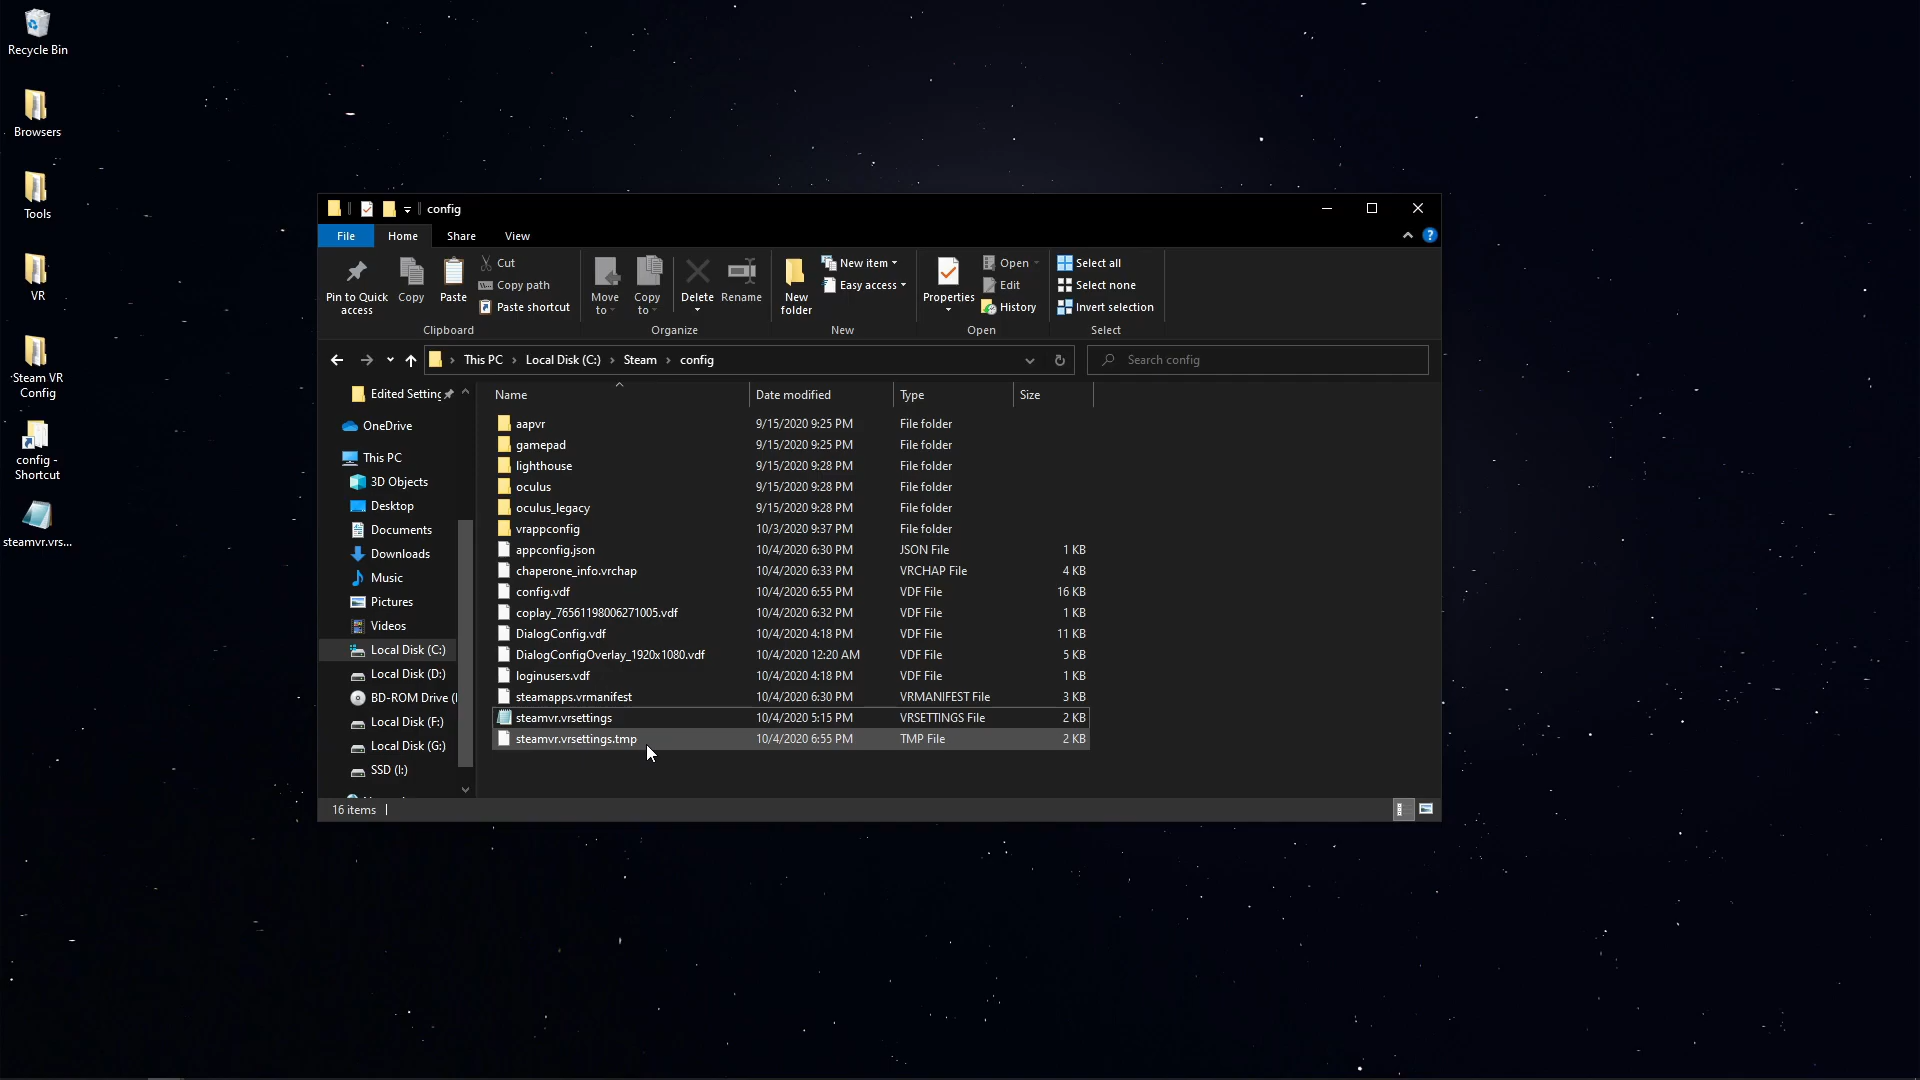 Recycle Bin
Browsers
Tools
VR
Steam VR
Config
config -
Shortcut
steamvr.vrs...
config
File Home Share View
Pin to Quick
access
Copy
Paste
Cut
Copy path
Paste shortcut
Clipboard
Move
to
Copy
to
Delete
Rename
Organize
New
folder
New item
Easy access
New
Properties
Open
Edit
History
Open
Select all
Select none
Invert selection
Select
This PC › Local Disk (C:) › Steam › config
Search config
Edited Setting
OneDrive
This PC
3D Objects
Desktop
Documents
Downloads
Music
Pictures
Videos
Local Disk (C:)
Local Disk (D:)
BD-ROM Drive (
Local Disk (F:)
Local Disk (G:)
SSD (I:)
Name Date modified Type Size
aapvr 9/15/2020 9:25 PM File folder
gamepad 9/15/2020 9:25 PM File folder
lighthouse 9/15/2020 9:28 PM File folder
oculus 9/15/2020 9:28 PM File folder
oculus_legacy 9/15/2020 9:28 PM File folder
vrappconfig 10/3/2020 9:37 PM File folder
appconfig.json 10/4/2020 6:30 PM JSON File 1 KB
chaperone_info.vrchap 10/4/2020 6:33 PM VRCHAP File 4 KB
config.vdf 10/4/2020 6:55 PM VDF File 16 KB
coplay_76561198006271005.vdf 10/4/2020 6:32 PM VDF File 1 KB
DialogConfig.vdf 10/4/2020 4:18 PM VDF File 11 KB
DialogConfigOverlay_1920x1080.vdf 10/4/2020 12:20 AM VDF File 5 KB
loginusers.vdf 10/4/2020 4:18 PM VDF File 1 KB
steamapps.vrmanifest 10/4/2020 6:30 PM VRMANIFEST File 3 KB
steamvr.vrsettings 10/4/2020 5:15 PM VRSETTINGS File 2 KB
steamvr.vrsettings.tmp 10/4/2020 6:55 PM TMP File 2 KB
16 items